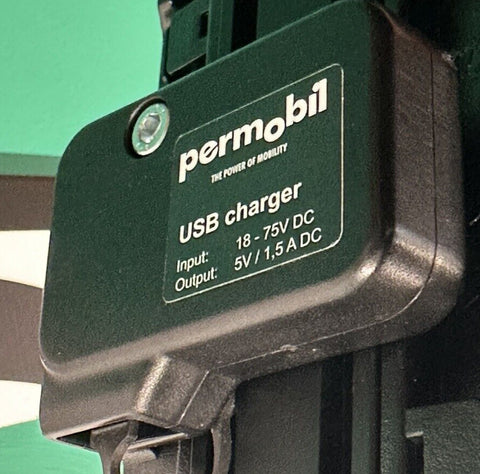 permobil
THE POWER OF MOBILITY
USB charger
Input: 18 - 75V DC
Output: 5V / 1,5 A DC